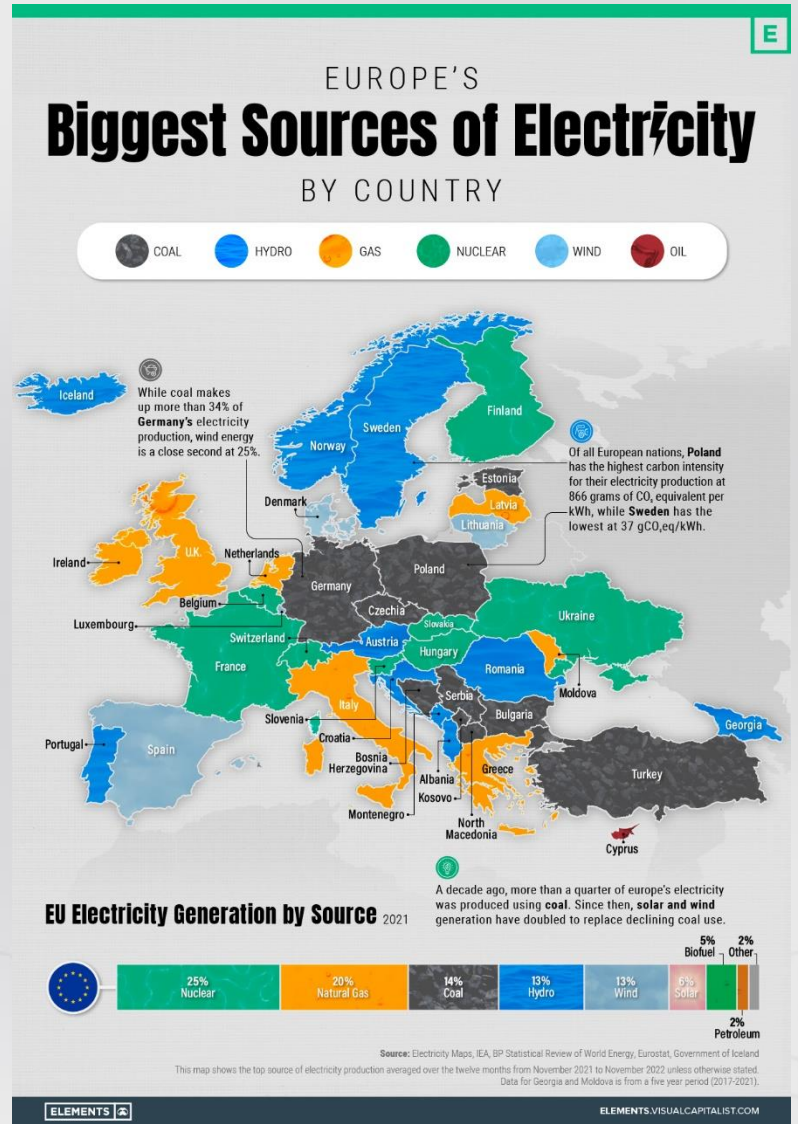 E
EUROPE'S
Biggest Sources of Electricity
BY COUNTRY
COAL
HYDRO
GAS
NUCLEAR
WIND
OIL
Iceland
While coal makes
up more than 34% of
Germany's electricity
production, wind energy
is a close second at 25%.
Norway
Sweden
Finland
Of all European nations, Poland
has the highest carbon intensity
for their electricity production at
866 grams of CO₂ equivalent per
kWh, while Sweden has the
lowest at 37 gCO₂eq/kWh.
Estonia
Latvia
Lithuania
Denmark
Ireland
U.K.
Netherlands
Belgium
Luxembourg
Germany
Poland
Czechia
Slovakia
Ukraine
Switzerland
Austria
Hungary
France
Romania
Moldova
Italy
Slovenia
Croatia
Serbia
Bulgaria
Georgia
Portugal
Spain
Bosnia
Herzegovina
Albania
Kosovo
Greece
Turkey
Montenegro
North
Macedonia
Cyprus
A decade ago, more than a quarter of europe's electricity
was produced using coal. Since then, solar and wind
generation have doubled to replace declining coal use.
EU Electricity Generation by Source 2021
25%
Nuclear
20%
Natural Gas
14%
Coal
13%
Hydro
13%
Wind
6%
Solar
5%
Biofuel
2%
Other
2%
Petroleum
Source: Electricity Maps, IEA, BP Statistical Review of World Energy, Eurostat, Government of Iceland
This map shows the top source of electricity production averaged over the twelve months from November 2021 to November 2022 unless otherwise stated.
Data for Georgia and Moldova is from a five year period (2017-2021).
ELEMENTS
ELEMENTS.VISUALCAPITALIST.COM